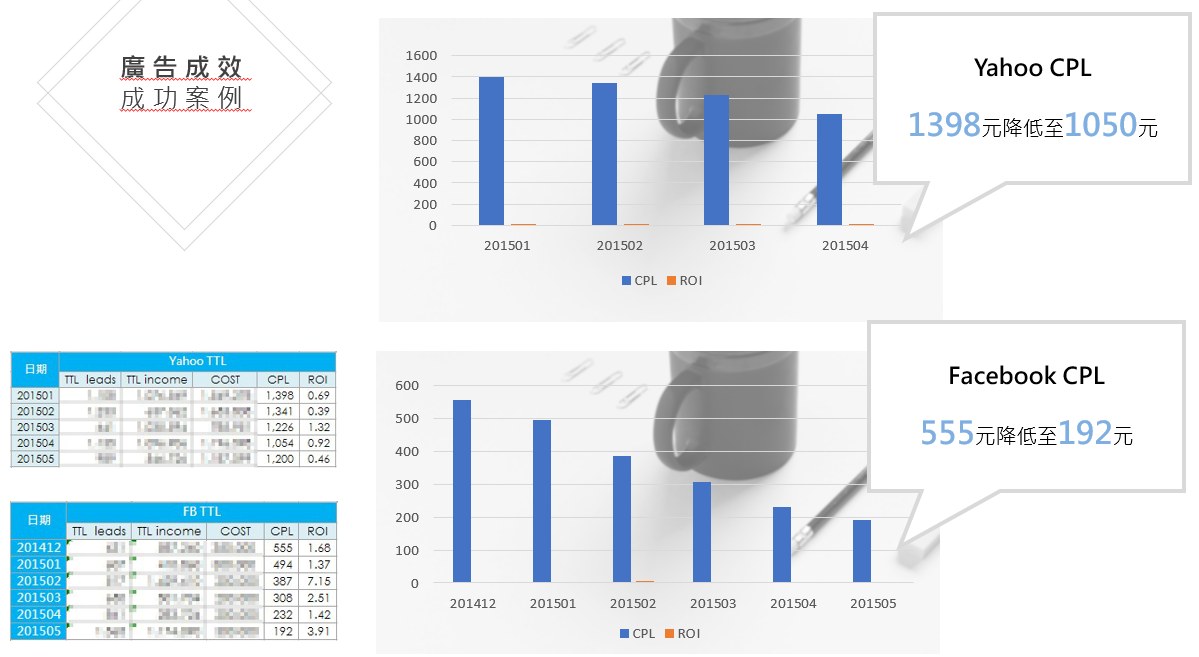 廣告成效
成功案例
1600
1400
1200
1000
800
600
400
200
0
201501 201502 201503 201504
CPL ROI
Yahoo CPL
1398元降低至1050元
日期 Yahoo TTL
TTL leads TTL income COST CPL ROI
201501 1,398 0.69
201502 1,341 0.39
201503 1,226 1.32
201504 1,054 0.92
201505 1,200 0.46
日期 FB TTL
TTL leads TTL income COST CPL ROI
201412 555 1.68
201501 494 1.37
201502 387 7.15
201503 308 2.51
201504 232 1.42
201505 192 3.91
600
500
400
300
200
100
0
201412 201501 201502 201503 201504 201505
CPL ROI
Facebook CPL
555元降低至192元